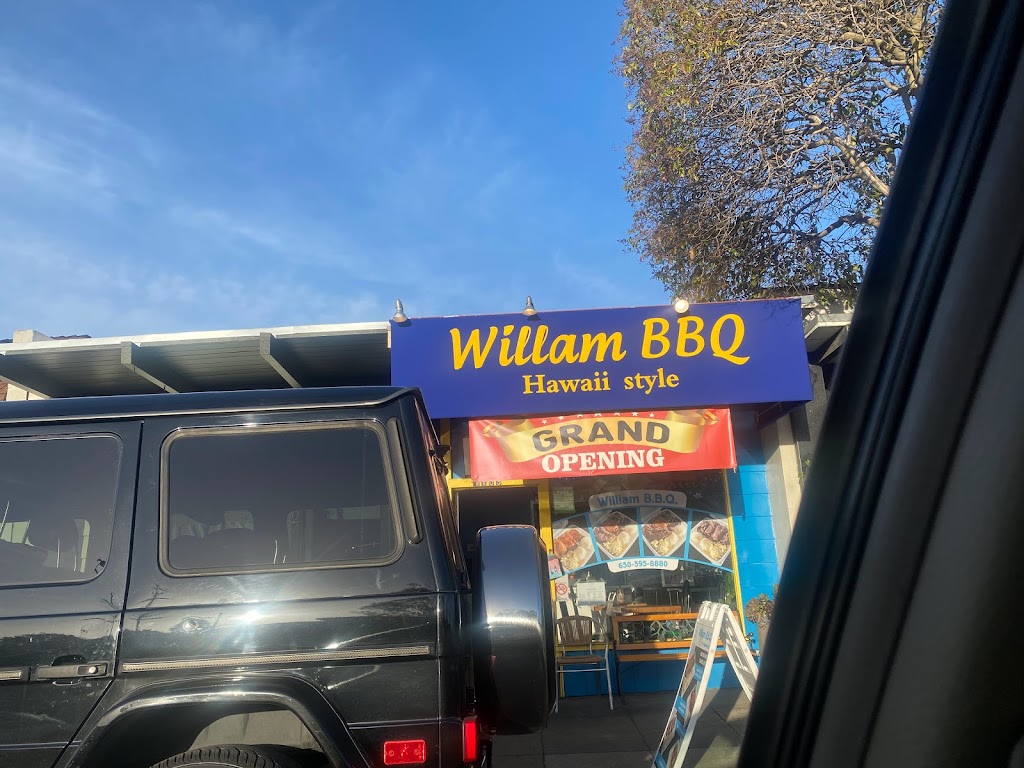 Willam BBQ
Hawaii style
GRAND
OPENING
William B.B.Q.
650-595-8880